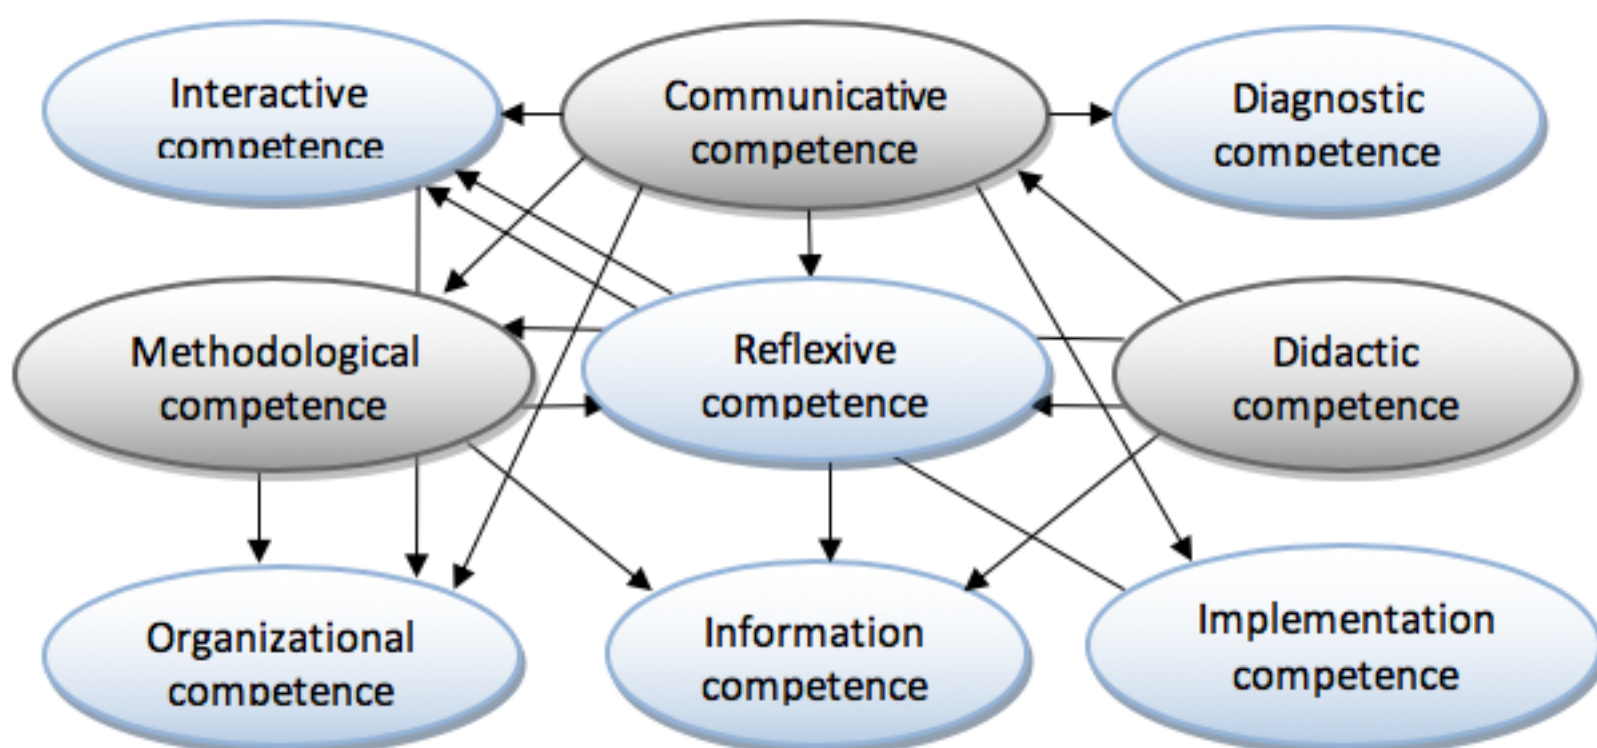 Interactive
competence
Communicative
competence
Diagnostic
competence
Methodological
competence
Reflexive
competence
Didactic
competence
Organizational
competence
Information
competence
Implementation
competence